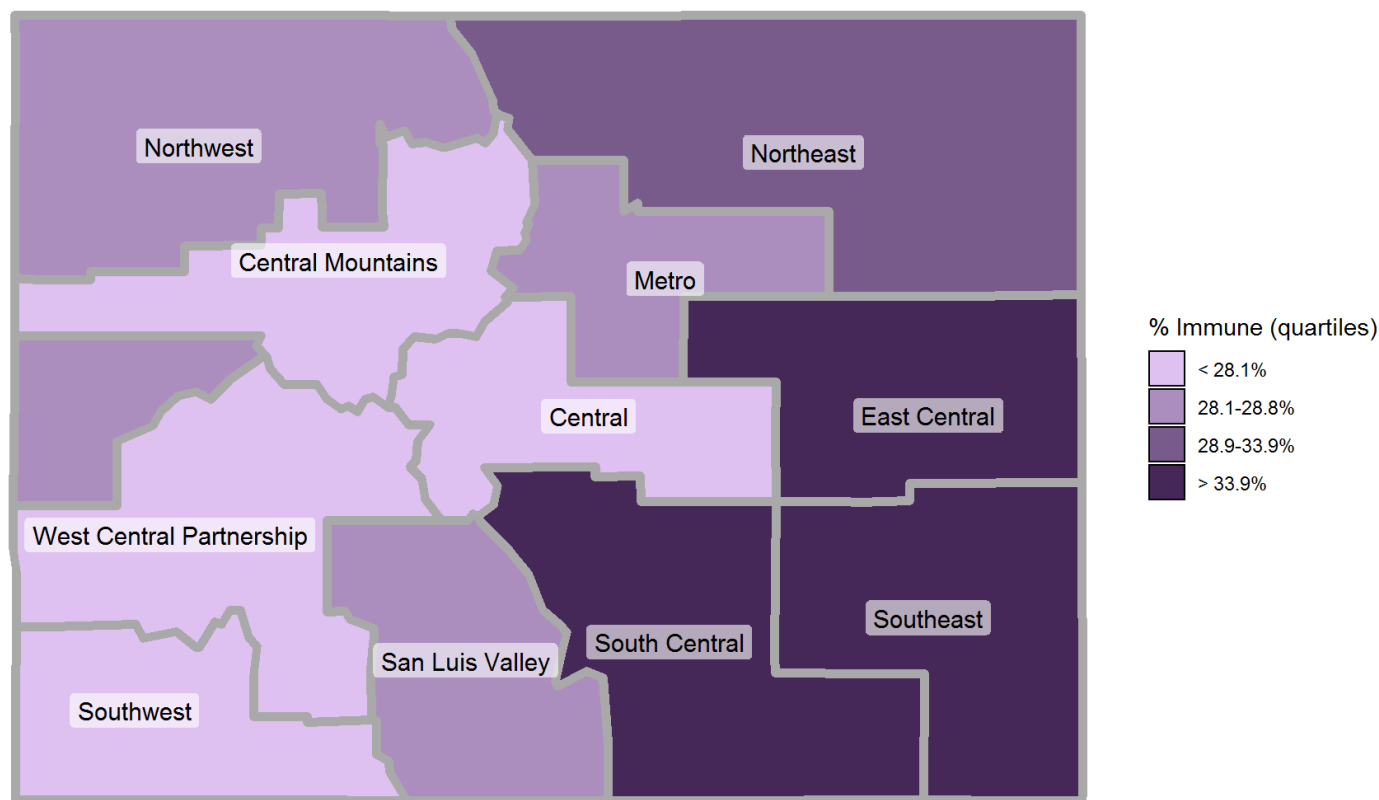 Northwest
Northeast
Central Mountains
Metro
Central
East Central
West Central Partnership
Southeast
South Central
San Luis Valley
Southwest
% Immune (quartiles)
< 28.1%
28.1-28.8%
28.9-33.9%
> 33.9%